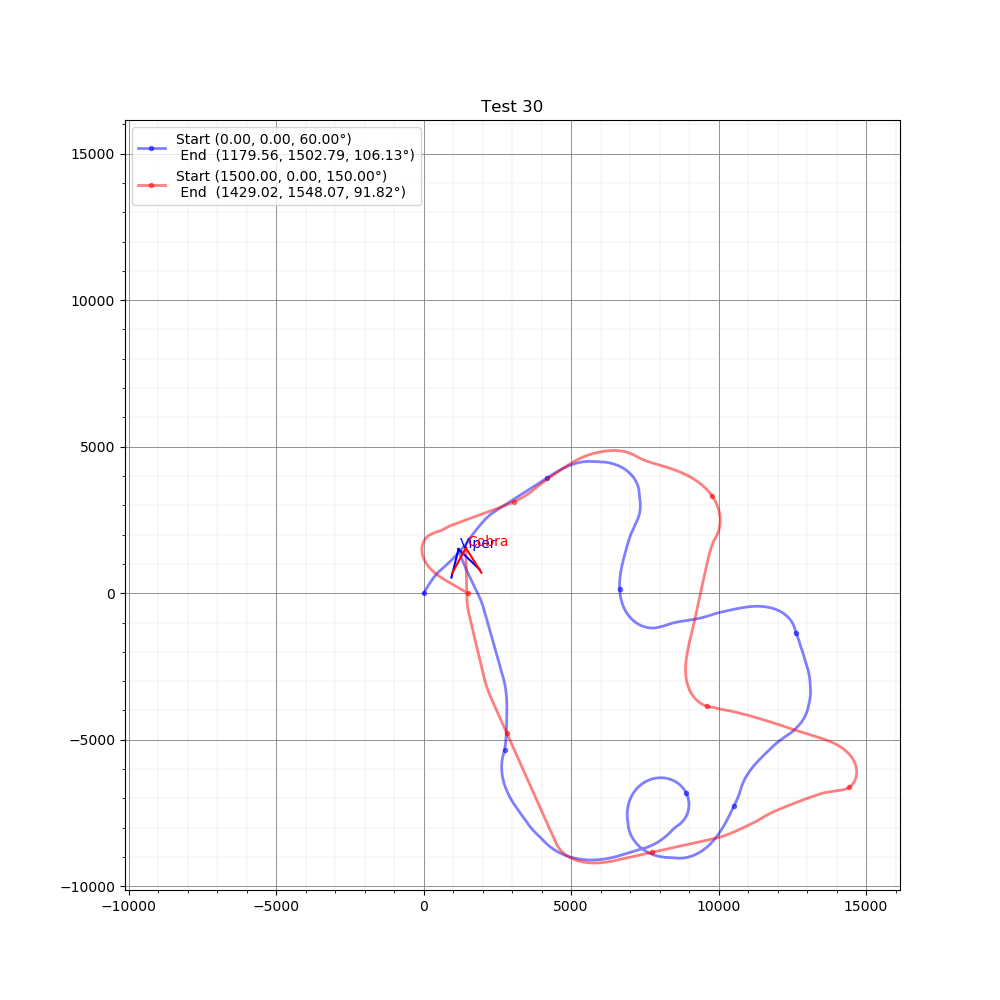 Test 30
Start (0.00, 0.00, 60.00°)
End (1179.56, 1502.79, 106.13°)
Start (1500.00, 0.00, 150.00°)
End (1429.02, 1548.07, 91.82°)
15000
10000
5000
0
−5000
−10000
Viper
Cobra
−10000 −5000 0 5000 10000 15000